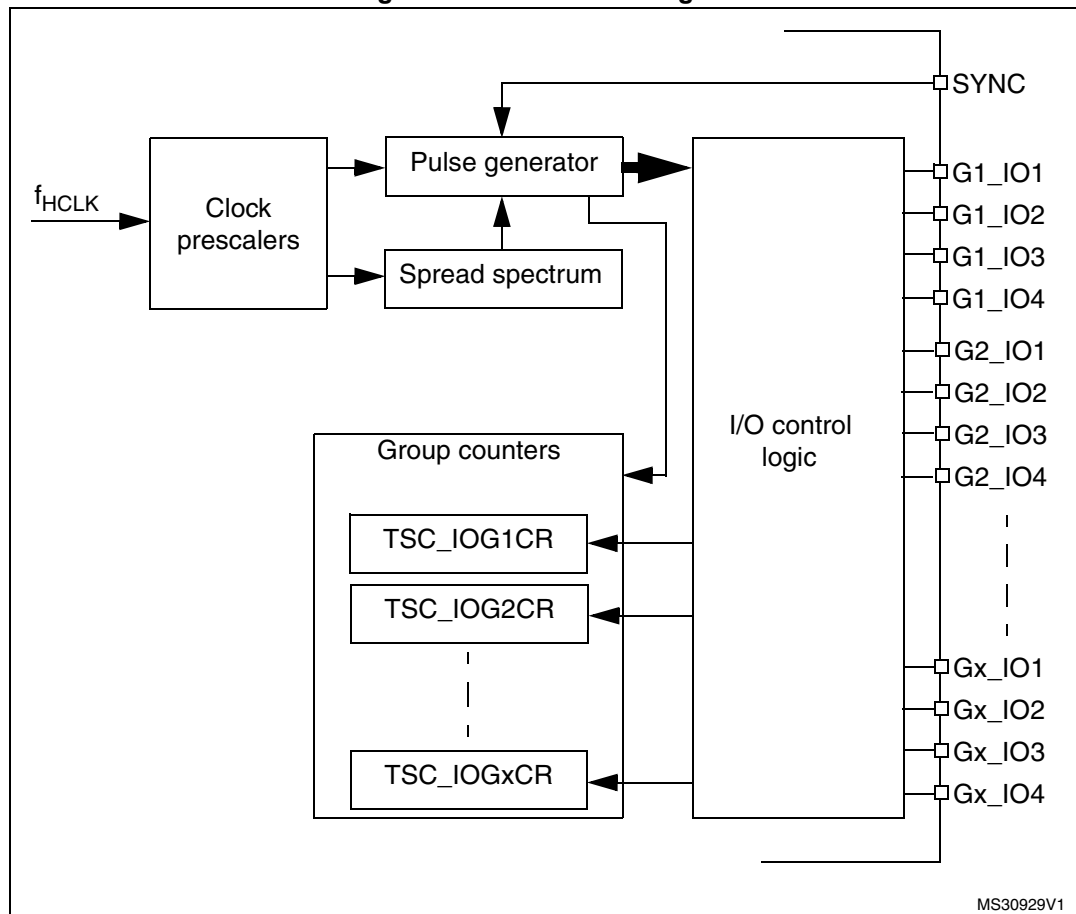 SYNC
Pulse generator
G1_IO1
fHCLK
Clock
prescalers
G1_IO2
G1_IO3
Spread spectrum
G1_IO4
G2_IO1
G2_IO2
I/O control
logic
G2_IO3
Group counters
G2_IO4
TSC_IOG1CR
TSC_IOG2CR
Gx_IO1
Gx_IO2
Gx_IO3
TSC_IOGxCR
Gx_IO4
MS30929V1